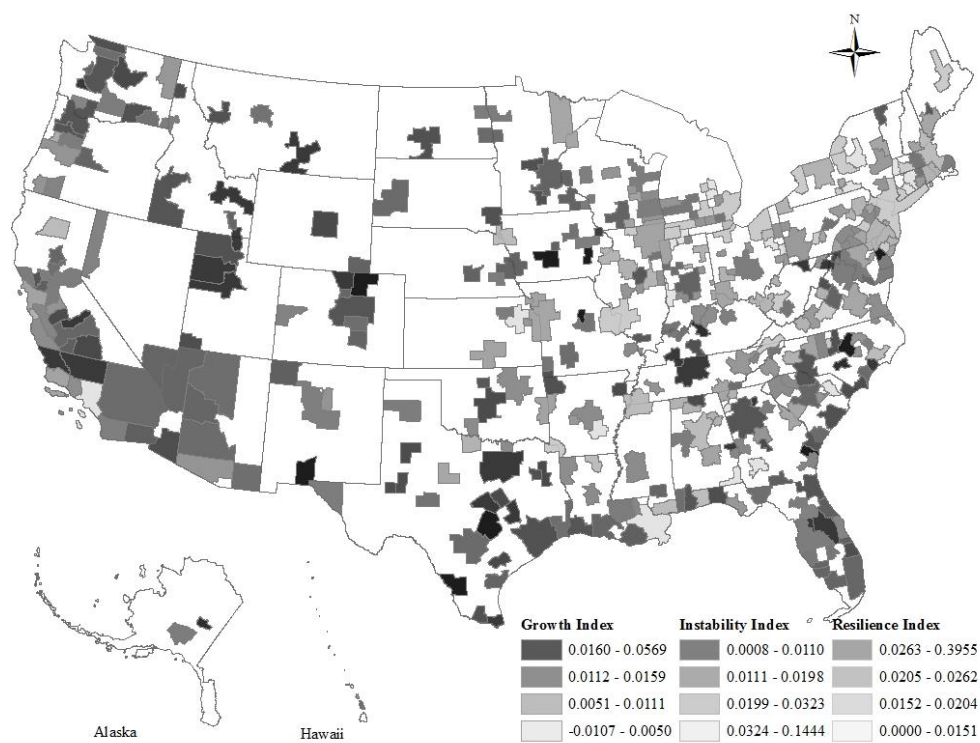 N
Alaska
Hawaii
Growth Index Instability Index Resilience Index
0.0160 - 0.0569 0.0008 - 0.0110 0.0263 - 0.3955
0.0112 - 0.0159 0.0111 - 0.0198 0.0205 - 0.0262
0.0051 - 0.0111 0.0199 - 0.0323 0.0152 - 0.0204
-0.0107 - 0.0050 0.0324 - 0.1444 0.0000 - 0.0151